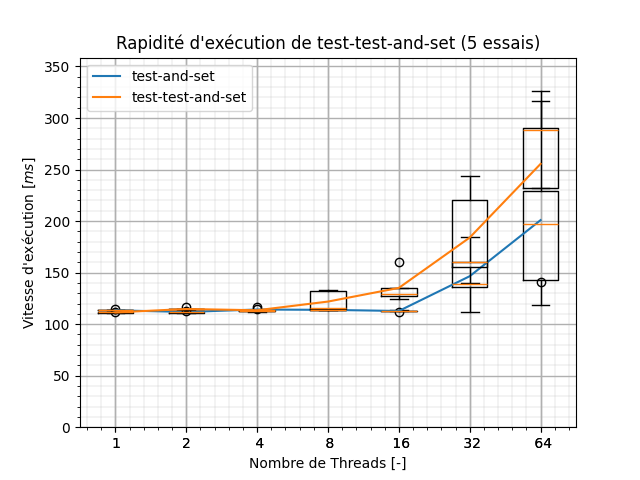 Rapidité d'exécution de test-test-and-set (5 essais)
test-and-set
test-test-and-set
Vitesse d'exécution [ms]
350
300
250
200
150
100
50
0
1 2 4 8 16 32 64
Nombre de Threads [-]